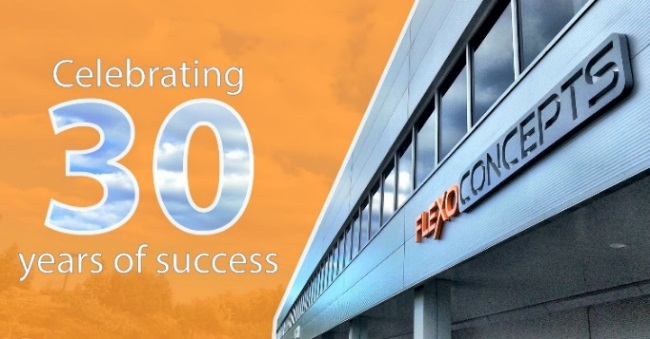 Celebrating
30
years of success
FLEXOCONCEPTS